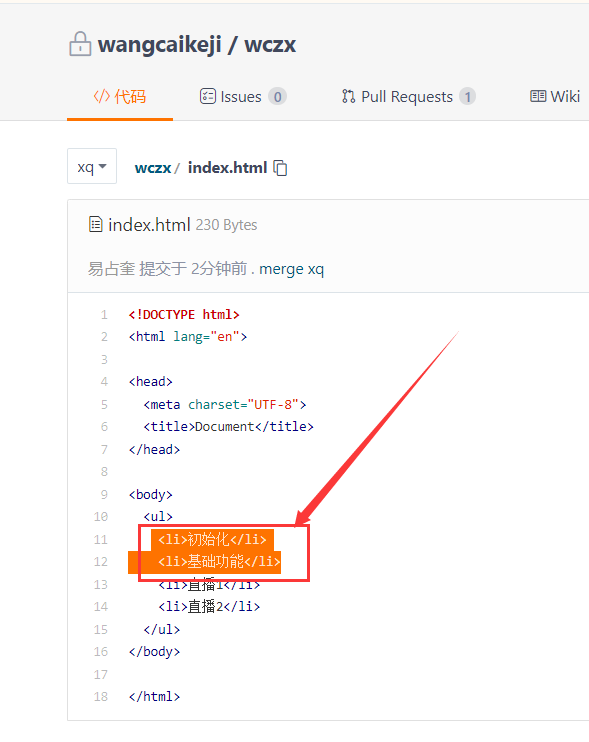 wangcaikeji / wczx
代码 Issues 0 Pull Requests 1 Wiki
xq wczx / index.html
index.html 230 Bytes
易占奎 提交于 2分钟前 . merge xq
1 <!DOCTYPE html>
2 <html lang="en">
3
4 <head>
5 <meta charset="UTF-8">
6 <title>Document</title>
7 </head>
8
9 <body>
10 <ul>
11 <li>初始化</li>
12 <li>基础功能</li>
13 <li>直播1</li>
14 <li>直播2</li>
15 </ul>
16 </body>
17
18 </html>